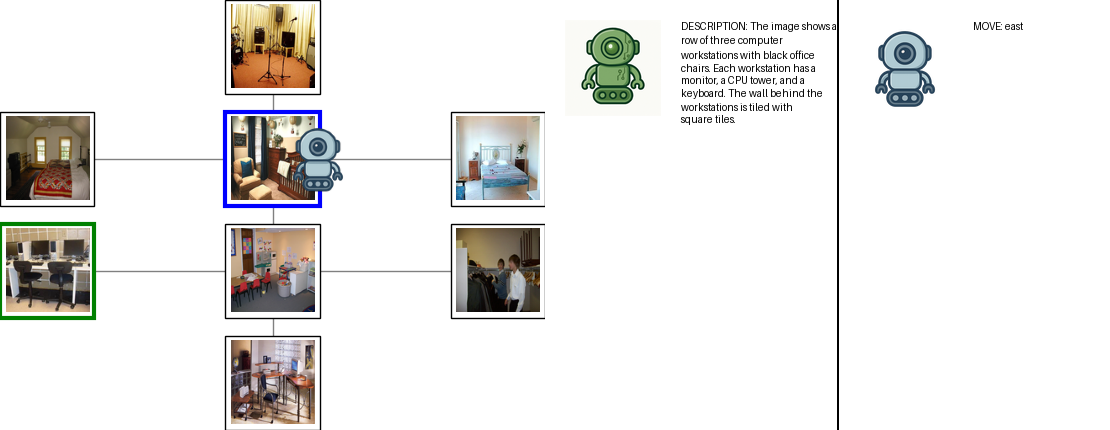 DESCRIPTION: The image shows a
row of three computer
workstations with black office
chairs. Each workstation has a
monitor, a CPU tower, and a
keyboard. The wall behind the
workstations is tiled with
square tiles.
MOVE: east